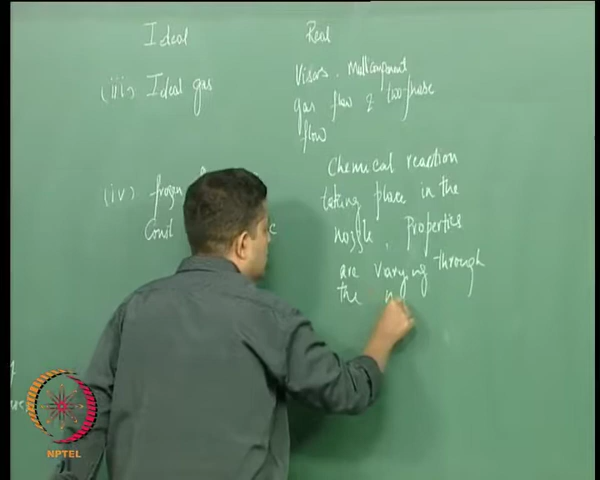 Ideal Real
(iii) Ideal gas
Viscous. Multicomponent
gas flow & two-phase
flow
(iv) frozen
Const c
Chemical reaction
taking place in the
nozzle. Properties
are varying through
the n
NPTEL